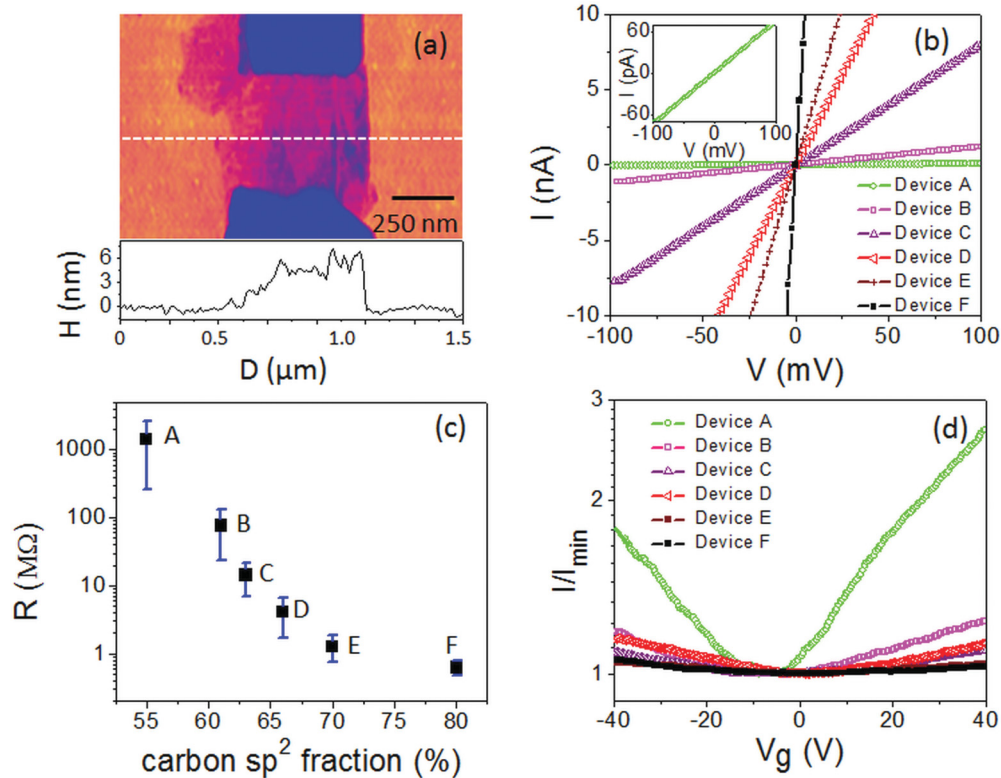 (a)
250 nm
H (nm)
6
3
0
0
0.5
1.0
1.5
D (μm)
(b)
I (nA)
10
5
0
-5
-10
-100
-50
0
50
100
V (mV)
I (pA)
60
0
-60
-100
0
100
V (mV)
Device A
Device B
Device C
Device D
Device E
Device F
(c)
R (MΩ)
1000
100
10
1
A
B
C
D
E
F
55
60
65
70
75
80
carbon sp² fraction (%)
(d)
I/Imin
3
2
1
-40
-20
0
20
40
Vg (V)
Device A
Device B
Device C
Device D
Device E
Device F